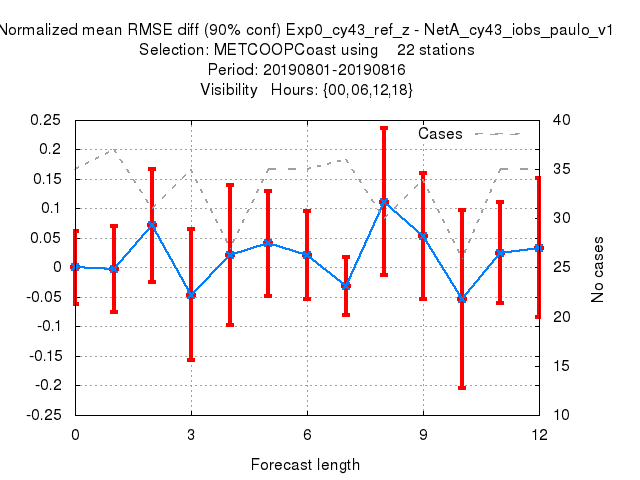 Normalized mean RMSE diff (90% conf) Exp0_cy43_ref_z - NetA_cy43_iobs_paulo_v1
Selection: METCOOPCoast using 22 stations
Period: 20190801-20190816
Visibility Hours: {00,06,12,18}
Cases
0.25
0.2
0.15
0.1
0.05
0
-0.05
-0.1
-0.15
-0.2
-0.25
40
35
30
25
20
15
10
No cases
0 3 6 9 12
Forecast length